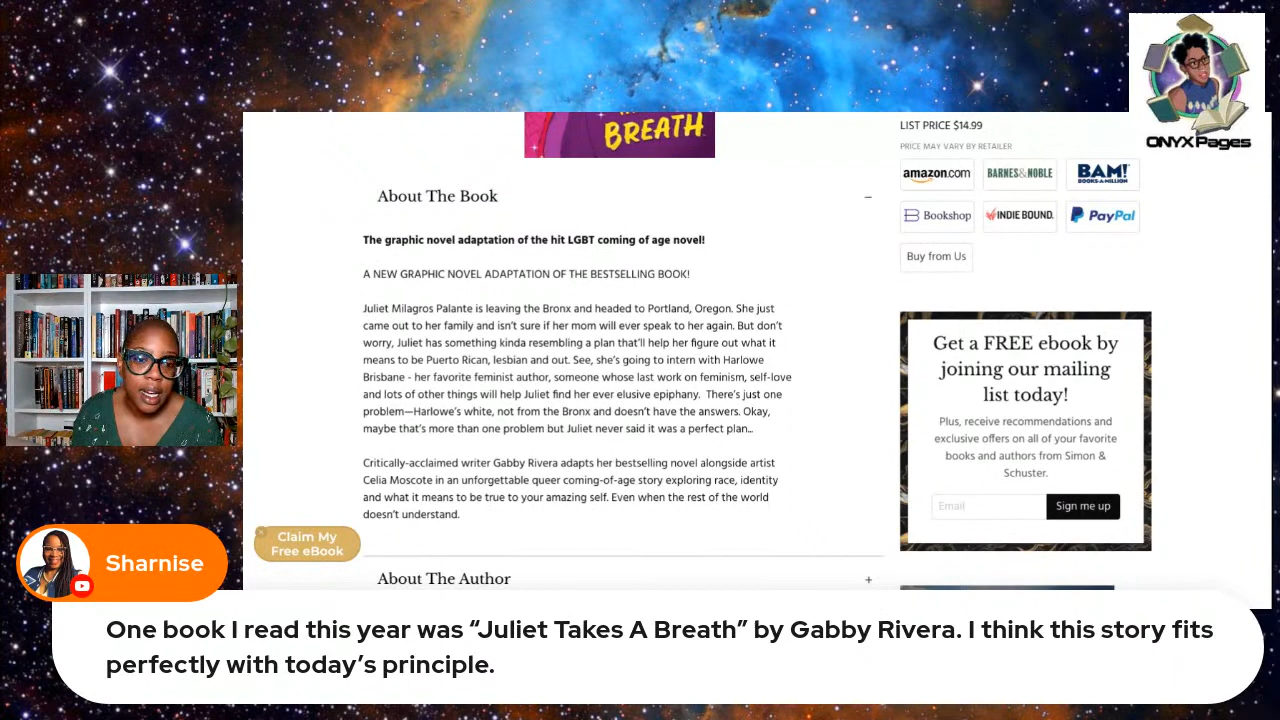 BREATH
LIST PRICE $14.99
PRICE MAY VARY BY RETAILER
amazon.com
BARNES&NOBLE
BAM!
BOOKS-A-MILLION
Bookshop
INDIE BOUND
PayPal
Buy from Us
ONYXPages
About The Book
The graphic novel adaptation of the hit LGBT coming of age novel!
A NEW GRAPHIC NOVEL ADAPTATION OF THE BESTSELLING BOOK!
Juliet Milagros Palante is leaving the Bronx and headed to Portland, Oregon. She just
came out to her family and isn't sure if her mom will ever speak to her again. But don't
worry, Juliet has something kinda resembling a plan that'll help her figure out what it
means to be Puerto Rican, lesbian and out. See, she's going to intern with Harlowe
Brisbane - her favorite feminist author, someone whose last work on feminism, self-love
and lots of other things will help Juliet find her ever elusive epiphany. There's just one
problem—Harlowe's white, not from the Bronx and doesn't have the answers. Okay,
maybe that's more than one problem but Juliet never said it was a perfect plan...
Critically-acclaimed writer Gabby Rivera adapts her bestselling novel alongside artist
Celia Moscote in an unforgettable queer coming-of-age story exploring race, identity
and what it means to be true to your amazing self. Even when the rest of the world
doesn't understand.
Get a FREE ebook by
joining our mailing
list today!
Plus, receive recommendations and
exclusive offers on all of your favorite
books and authors from Simon &
Schuster.
Email
Sign me up
Claim My
Free eBook
About The Author
Sharnise
One book I read this year was “Juliet Takes A Breath” by Gabby Rivera. I think this story fits
perfectly with today’s principle.